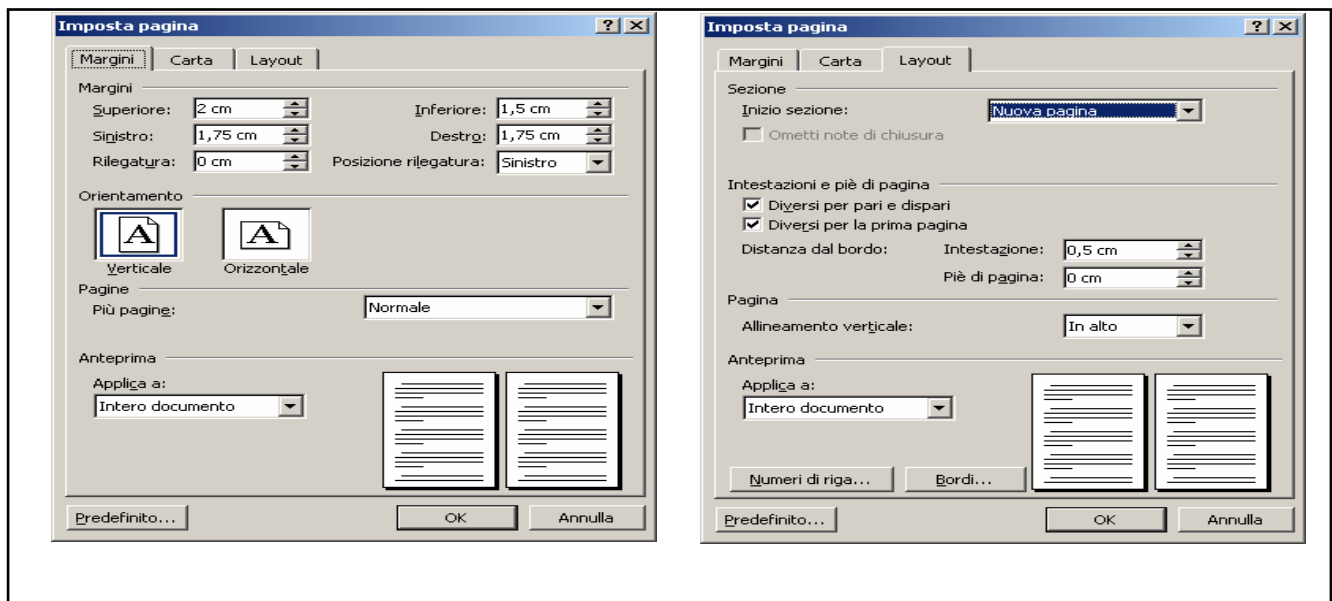 Imposta pagina
Margini Carta Layout
Margini
Superiore: 2 cm Inferiore: 1,5 cm
Sinistro: 1,75 cm Destro: 1,75 cm
Rilegatura: 0 cm Posizione rilegatura: Sinistro
Orientamento
A A
Verticale Orizzontale
Pagine
Più pagine: Normale
Anteprima
Applica a:
Intero documento
Predefinito... OK Annulla
Imposta pagina
Margini Carta Layout
Sezione
Inizio sezione: Nuova pagina
Ometti note di chiusura
Intestazioni e piè di pagina
Diversi per pari e dispari
Diversi per la prima pagina
Distanza dal bordo: Intestazione: 0,5 cm
Piè di pagina: 0 cm
Pagina
Allineamento verticale: In alto
Anteprima
Applica a:
Intero documento
Numeri di riga... Bordi...
Predefinito... OK Annulla